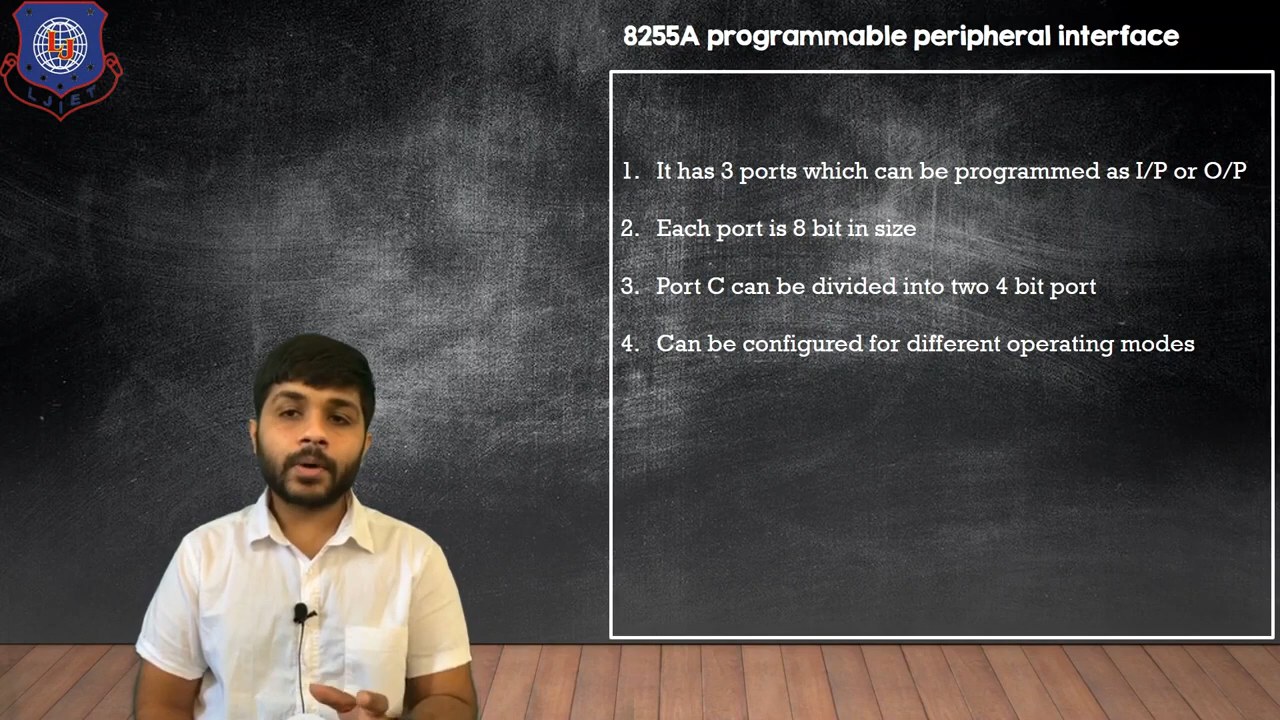 LJ
LJIET
8255A programmable peripheral interface
1. It has 3 ports which can be programmed as I/P or O/P
2. Each port is 8 bit in size
3. Port C can be divided into two 4 bit port
4. Can be configured for different operating modes